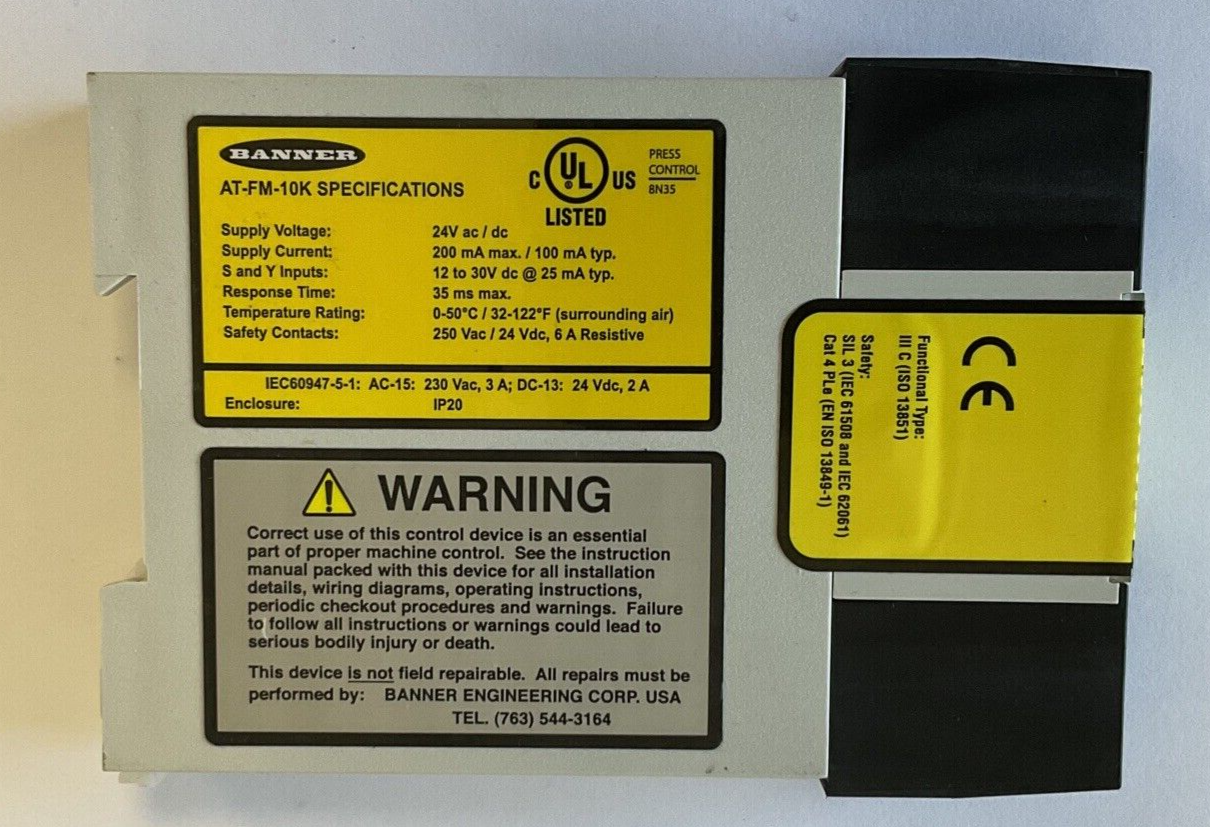 BANNER
AT-FM-10K SPECIFICATIONS
C UL US
LISTED
PRESS
CONTROL
8N35
Supply Voltage: 24V ac / dc
Supply Current: 200 mA max. / 100 mA typ.
S and Y Inputs: 12 to 30V dc @ 25 mA typ.
Response Time: 35 ms max.
Temperature Rating: 0-50°C / 32-122°F (surrounding air)
Safety Contacts: 250 Vac / 24 Vdc, 6 A Resistive
IEC60947-5-1: AC-15: 230 Vac, 3 A; DC-13: 24 Vdc, 2 A
Enclosure: IP20
WARNING
Correct use of this control device is an essential
part of proper machine control. See the instruction
manual packed with this device for all installation
details, wiring diagrams, operating instructions,
periodic checkout procedures and warnings. Failure
to follow all instructions or warnings could lead to
serious bodily injury or death.
This device is not field repairable. All repairs must be
performed by: BANNER ENGINEERING CORP. USA
TEL. (763) 544-3164
CE
Functional Type:
III C (ISO 13851)
Safety:
SIL 3 (IEC 61508 and IEC 62061)
Cat 4 PLe (EN ISO 13849-1)